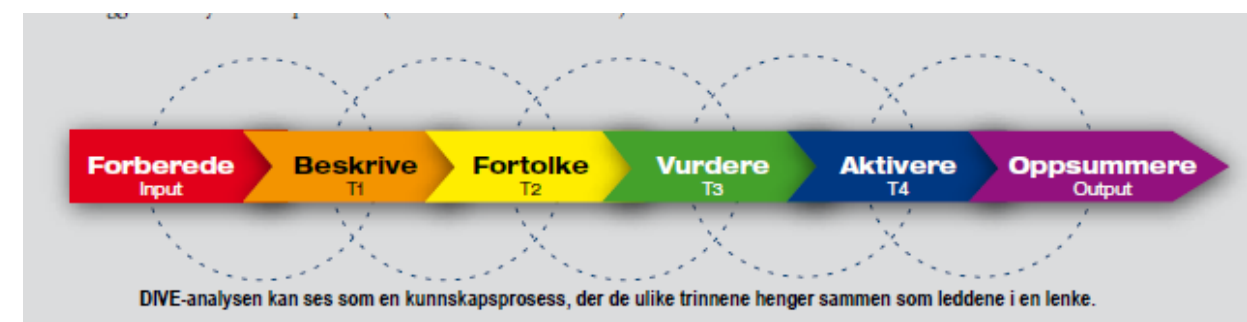 Forberede
Input
Beskrive
T1
Fortolke
T2
Vurdere
T3
Aktivere
T4
Oppsummere
Output
DIVE-analysen kan ses som en kunnskapsprosess, der de ulike trinnene henger sammen som leddene i en lenke.